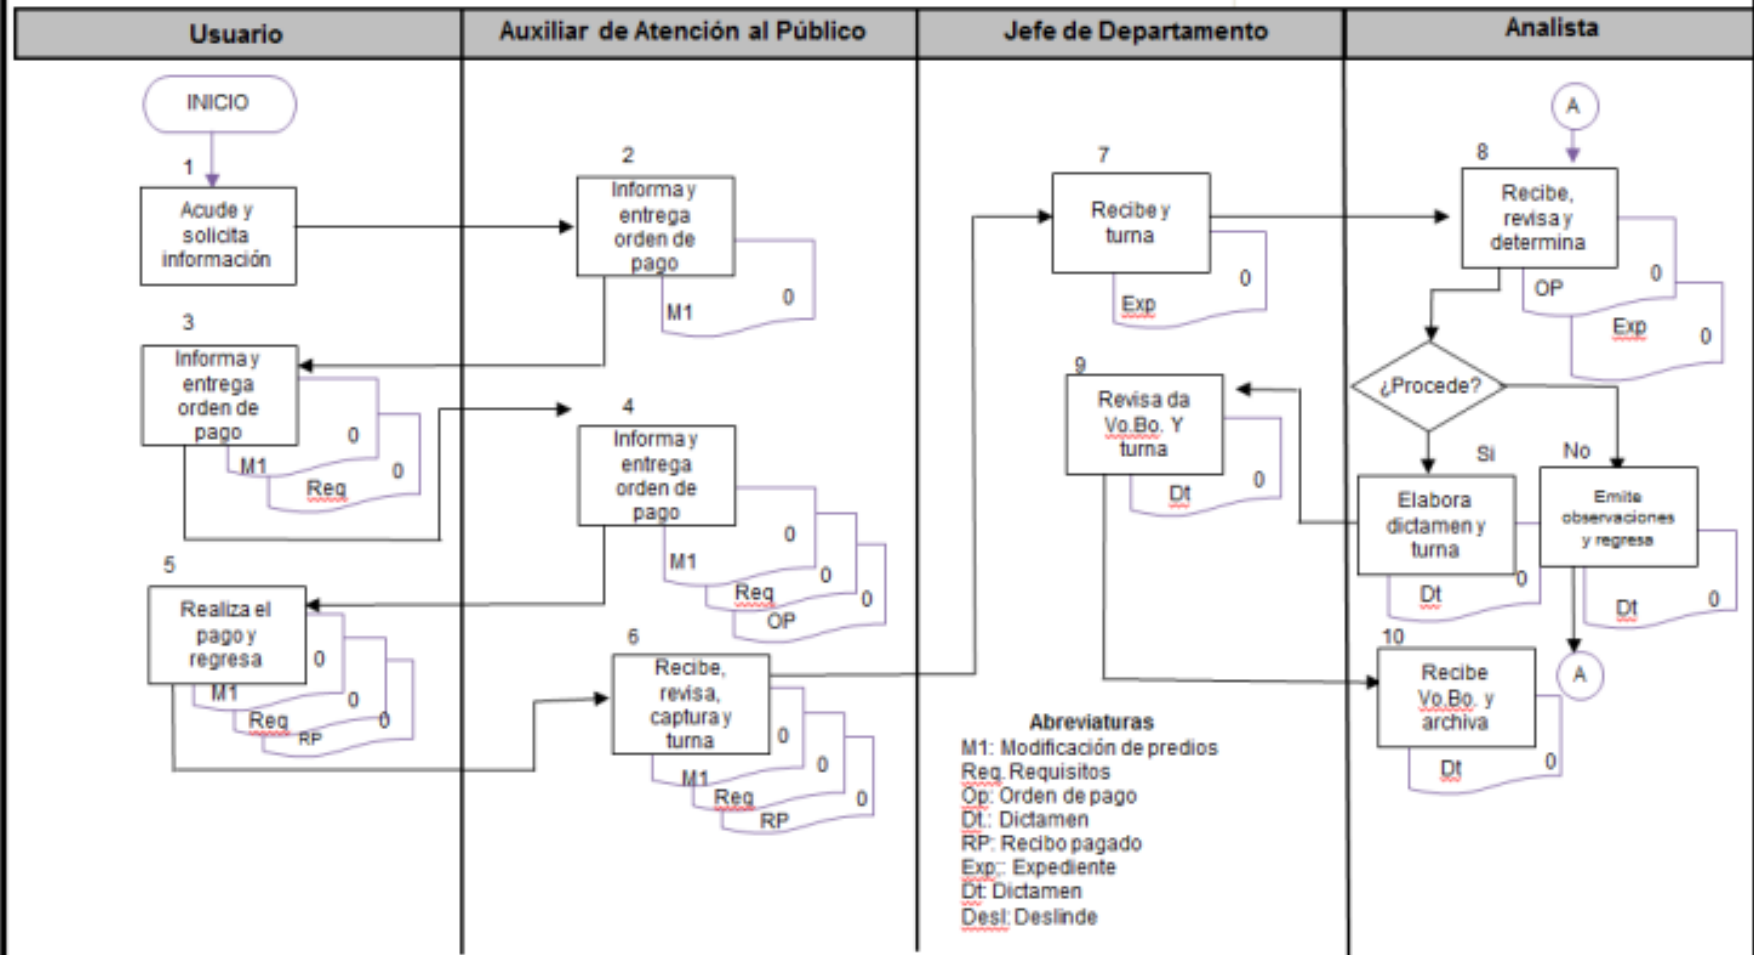 Usuario
Auxiliar de Atención al Público
Jefe de Departamento
Analista
INICIO
1
Acude y
solicita
información
2
Informa y
entrega
orden de
pago
0
M1
3
Informa y
entrega
orden de
pago
0
M1
0
Req
4
Informa y
entrega
orden de
pago
0
M1
0
Req
0
OP
5
Realiza el
pago y
regresa
0
M1
0
Req
0
RP
6
Recibe,
revisa,
captura y
turna
0
M1
0
Req
0
RP
7
Recibe y
turna
0
Exp
A
8
Recibe,
revisa y
determina
0
OP
Exp
0
¿Procede?
Si
No
Elabora
dictamen y
turna
0
Dt
Emite
observaciones
y regresa
0
Dt
A
9
Revisa da
Vo.Bo. Y
turna
0
Dt
10
Recibe
Vo.Bo. y
archiva
0
Dt
Abreviaturas
M1: Modificación de predios
Req. Requisitos
Op: Orden de pago
Dt.: Dictamen
RP: Recibo pagado
Exp.: Expediente
Dt: Dictamen
Desl: Deslinde